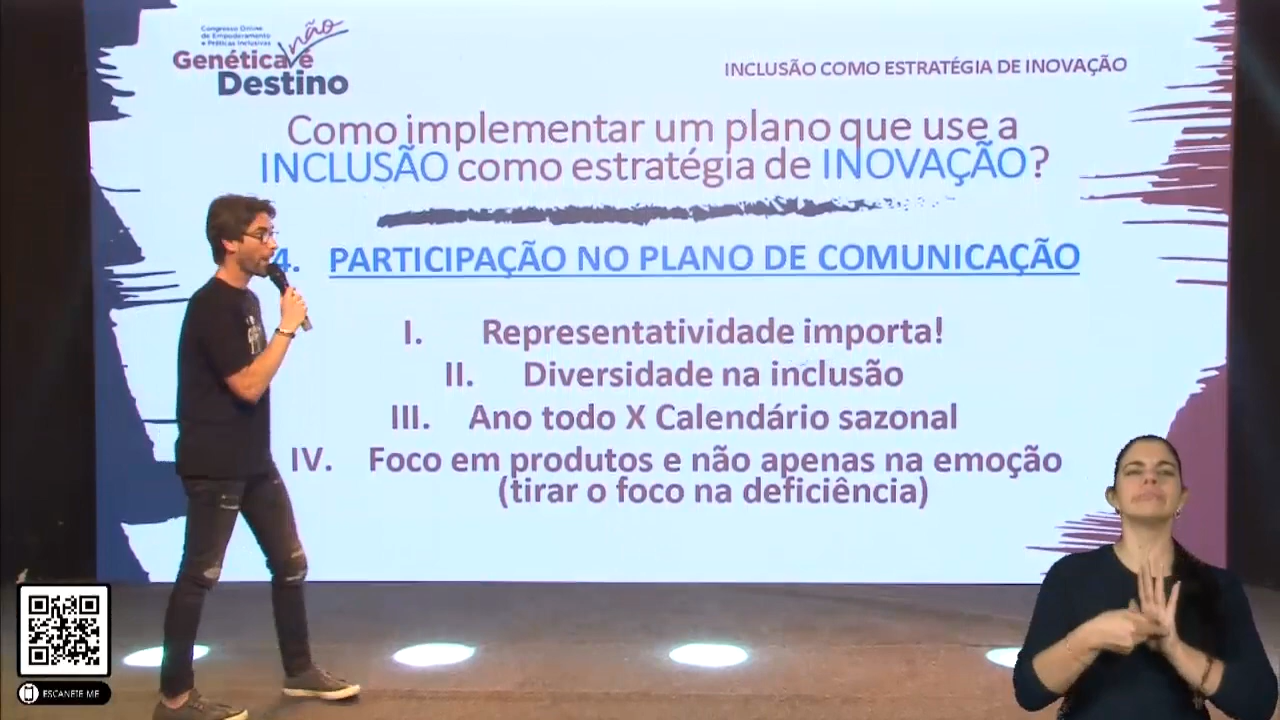 Congresso Online
de Empoderamento
e Práticas Inclusivas
não
Genética é
Destino
INCLUSÃO COMO ESTRATÉGIA DE INOVAÇÃO
Como implementar um plano que use a
INCLUSÃO como estratégia de INOVAÇÃO?
4. PARTICIPAÇÃO NO PLANO DE COMUNICAÇÃO
I. Representatividade importa!
II. Diversidade na inclusão
III. Ano todo X Calendário sazonal
IV. Foco em produtos e não apenas na emoção
(tirar o foco na deficiência)
ESCANEIE ME